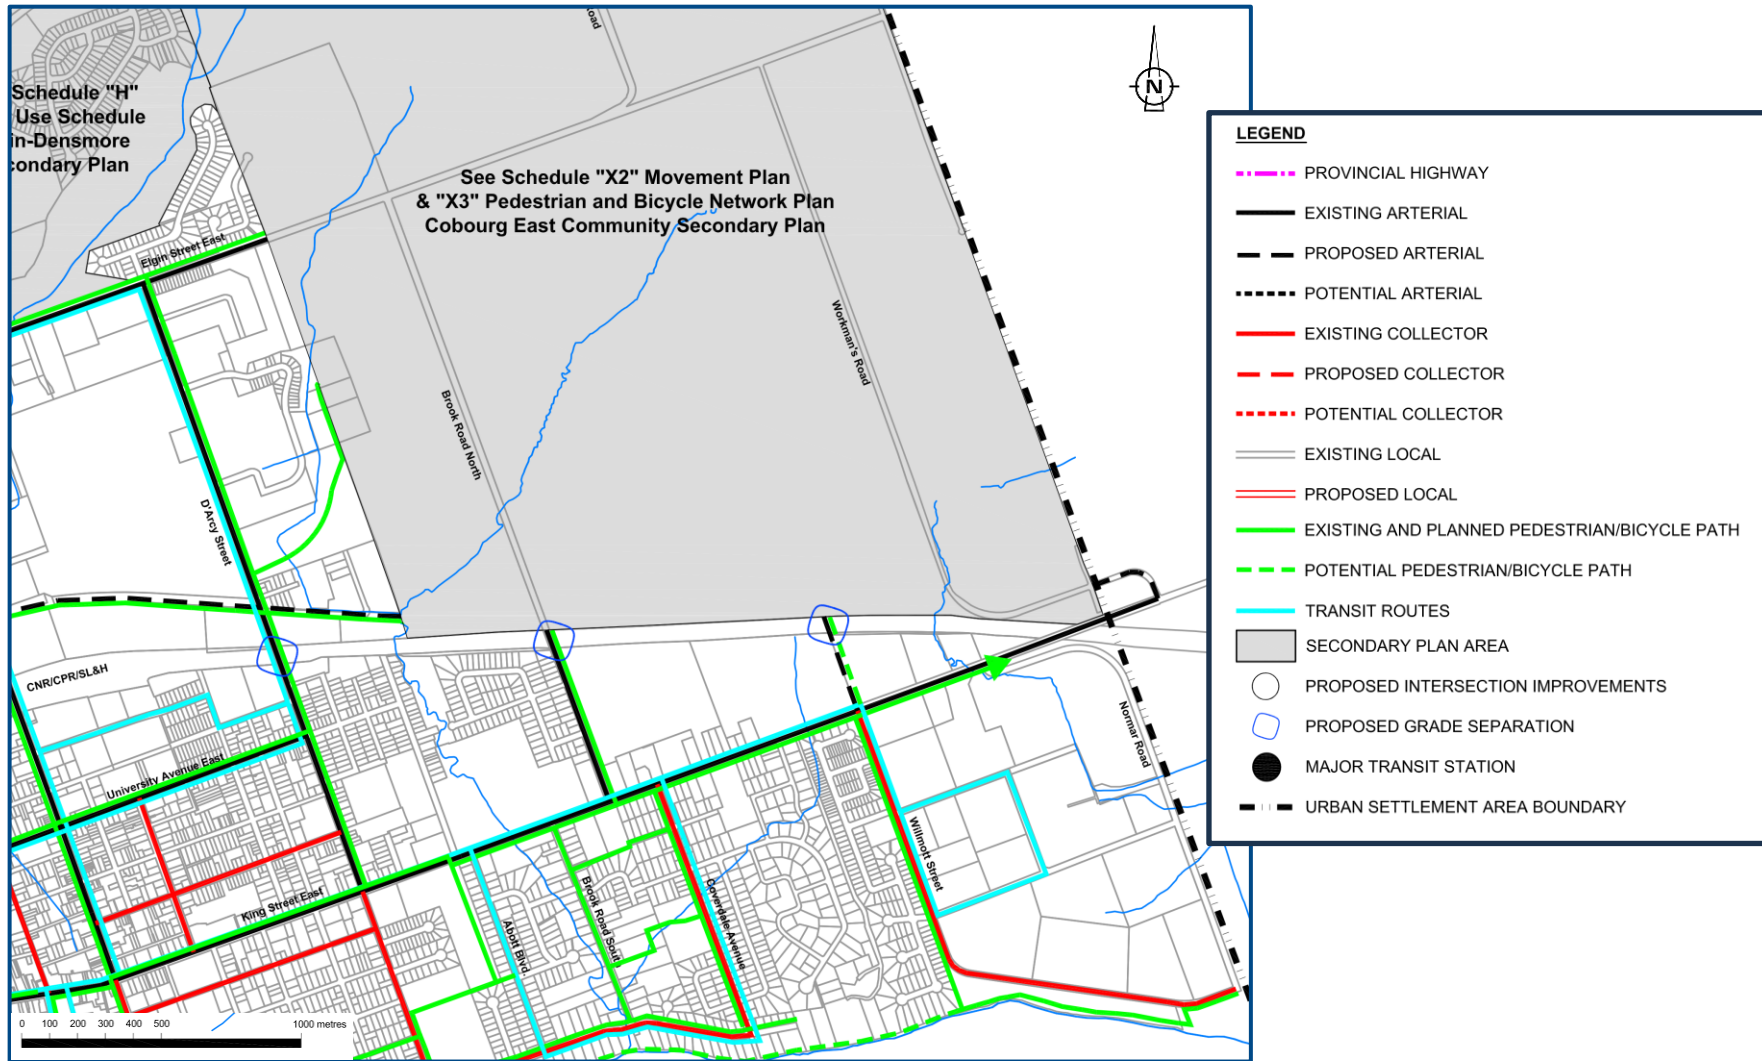 Road
N
Schedule "H"
Use Schedule
in-Densmore
condary Plan
See Schedule "X2" Movement Plan
& "X3" Pedestrian and Bicycle Network Plan
Cobourg East Community Secondary Plan
Elgin Street East
Workman's Road
Brook Road North
D'Arcy Street
CNR/CPR/SL&H
Normar Road
University Avenue East
Willmott Street
King Street East
Abott Blvd.
Brook Road Sout
Coverdale Avenue
0 100 200 300 400 500 1000 metres
LEGEND
PROVINCIAL HIGHWAY
EXISTING ARTERIAL
PROPOSED ARTERIAL
POTENTIAL ARTERIAL
EXISTING COLLECTOR
PROPOSED COLLECTOR
POTENTIAL COLLECTOR
EXISTING LOCAL
PROPOSED LOCAL
EXISTING AND PLANNED PEDESTRIAN/BICYCLE PATH
POTENTIAL PEDESTRIAN/BICYCLE PATH
TRANSIT ROUTES
SECONDARY PLAN AREA
PROPOSED INTERSECTION IMPROVEMENTS
PROPOSED GRADE SEPARATION
MAJOR TRANSIT STATION
URBAN SETTLEMENT AREA BOUNDARY